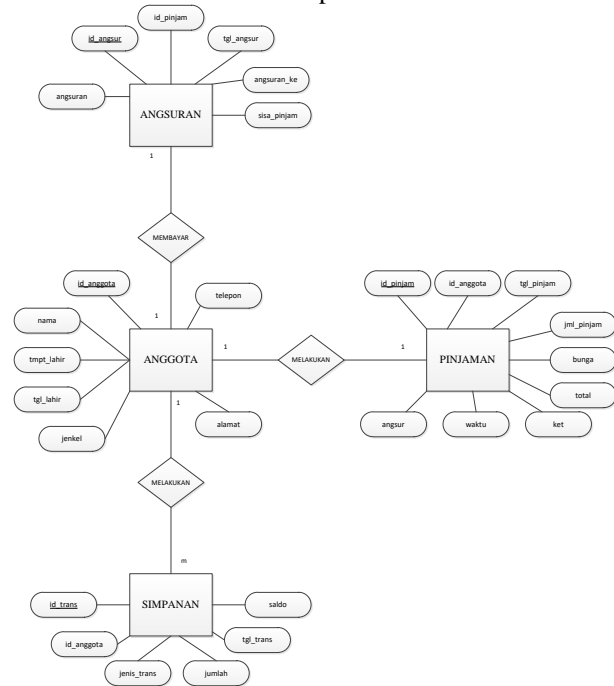 id_pinjam
id_angsur
tgl_angsur
angsuran_ke
angsuran
ANGSURAN
sisa_pinjam
1
MEMBAYAR
id_anggota
telepon
1
nama
tmpt_lahir
ANGGOTA
1
MELAKUKAN
1
tgl_lahir
1
jenkel
alamat
id_pinjam
id_anggota
tgl_pinjam
jml_pinjam
PINJAMAN
bunga
total
angsur
waktu
ket
MELAKUKAN
m
id_trans
SIMPANAN
saldo
id_anggota
tgl_trans
jenis_trans
jumlah